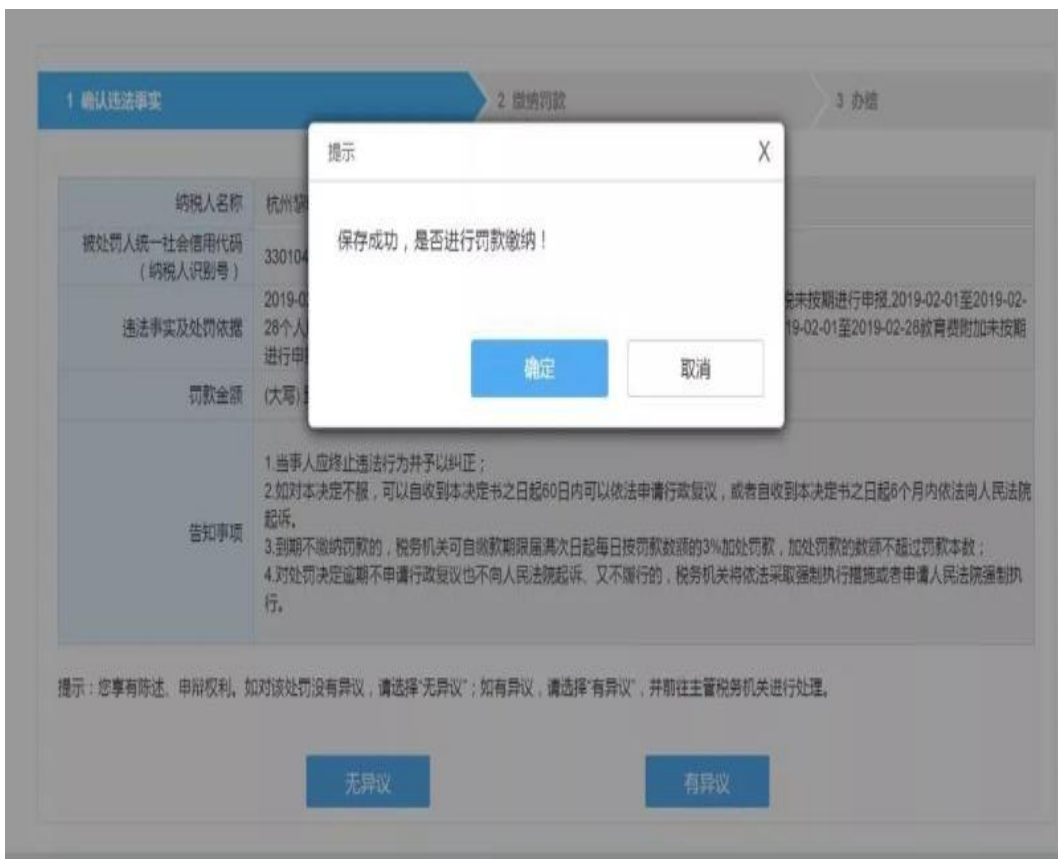 1 确认违法事实
2 缴纳罚款
3 办结
提示
X
保存成功，是否进行罚款缴纳！
确定
取消
纳税人名称
杭州
被处罚人统一社会信用代码
（纳税人识别号）
330104
违法事实及处罚依据
2019-0
税未按期进行申报,2019-02-01至2019-02-
28个人
19-02-01至2019-02-28教育费附加未按期
进行申
罚款金额
(大写)
告知事项
1.当事人应终止违法行为并予以纠正；
2.如对本决定不服，可以自收到本决定书之日起60日内可以依法申请行政复议，或者自收到本决定书之日起6个月内依法向人民法院
起诉。
3.到期不缴纳罚款的，税务机关可自缴款期限届满次日起每日按罚款数额的3%加处罚款，加处罚款的数额不超过罚款本数；
4.对处罚决定逾期不申请行政复议也不向人民法院起诉、又不履行的，税务机关将依法采取强制执行措施或者申请人民法院强制执
行。
提示：您享有陈述、申辩权利。如对该处罚没有异议，请选择“无异议”；如有异议，请选择“有异议”，并前往主管税务机关进行处理。
无异议
有异议